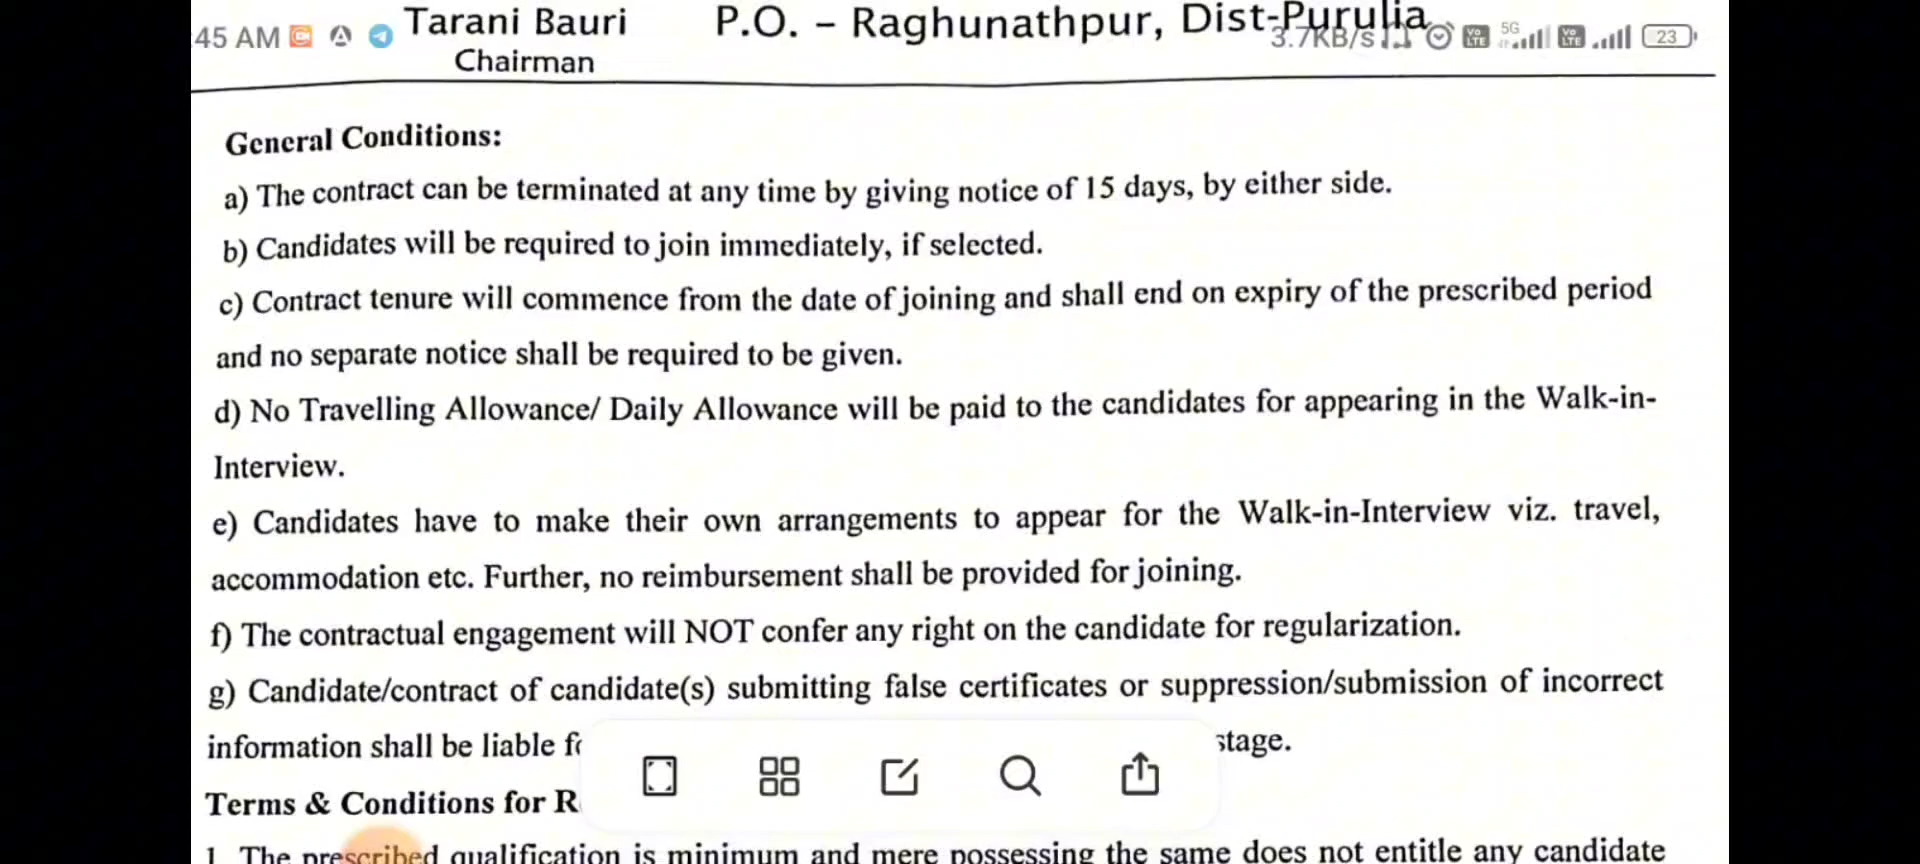 45 AM
Tarani Bauri P.O. – Raghunathpur, Dist-Purulia
3.7KB/s 5G 23
Chairman
General Conditions:
a) The contract can be terminated at any time by giving notice of 15 days, by either side.
b) Candidates will be required to join immediately, if selected.
c) Contract tenure will commence from the date of joining and shall end on expiry of the prescribed period
and no separate notice shall be required to be given.
d) No Travelling Allowance/ Daily Allowance will be paid to the candidates for appearing in the Walk-in-
Interview.
e) Candidates have to make their own arrangements to appear for the Walk-in-Interview viz. travel,
accommodation etc. Further, no reimbursement shall be provided for joining.
f) The contractual engagement will NOT confer any right on the candidate for regularization.
g) Candidate/contract of candidate(s) submitting false certificates or suppression/submission of incorrect
information shall be liable stage.
Terms & Conditions for
1. The prescribed qualification is minimum and mere possessing the same does not entitle any candidate